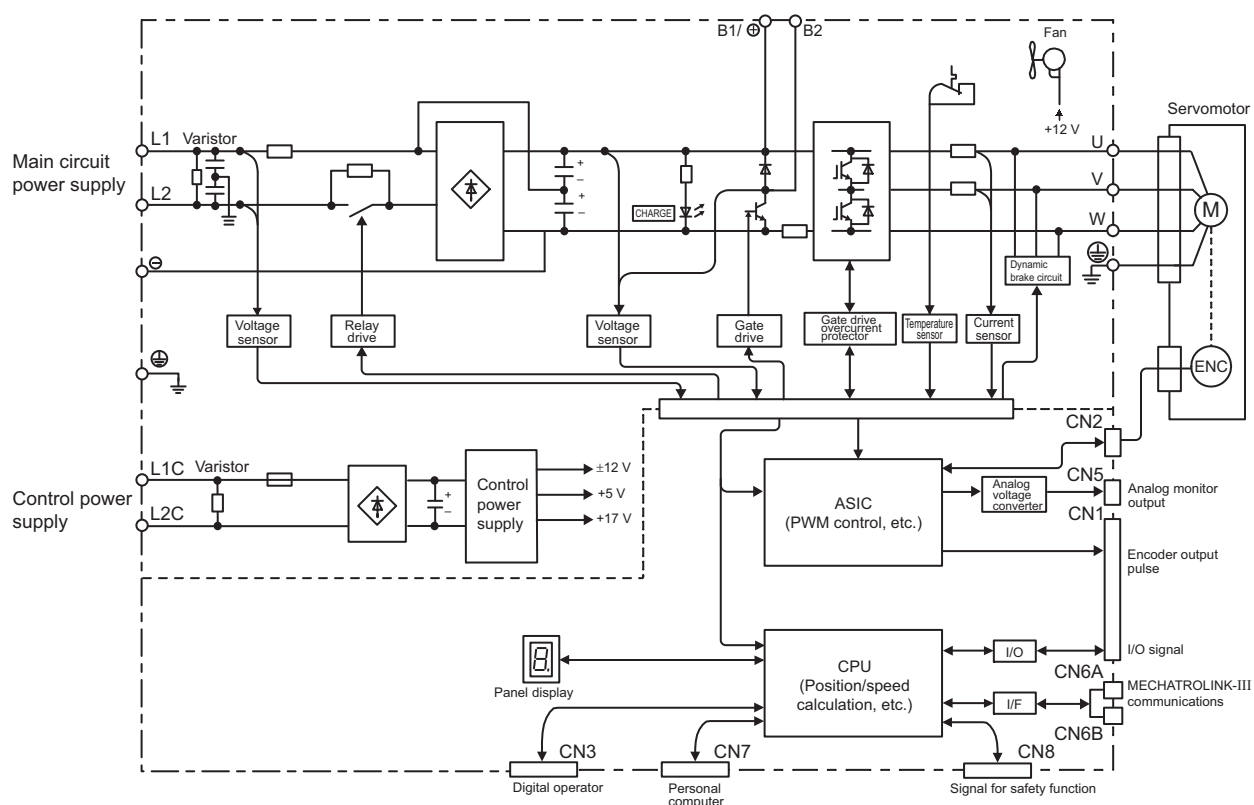 B1/ ⊕
B2
Fan
+12 V
Servomotor
Main circuit
power supply
L1
Varistor
L2
+
–
+
–
CHARGE
U
V
W
M
⊖
Dynamic
brake circuit
Voltage
sensor
Relay
drive
Voltage
sensor
Gate
drive
Gate drive
overcurrent
protector
Temperature
sensor
Current
sensor
ENC
CN2
Control power
supply
L1C
Varistor
L2C
+
–
Control
power
supply
±12 V
+5 V
+17 V
ASIC
(PWM control, etc.)
Analog
voltage
converter
CN5
Analog monitor
output
CN1
Encoder output
pulse
8.
Panel display
CPU
(Position/speed
calculation, etc.)
I/O
I/O signal
CN6A
I/F
MECHATROLINK-III
communications
CN6B
CN3
Digital operator
CN7
Personal
computer
CN8
Signal for safety function